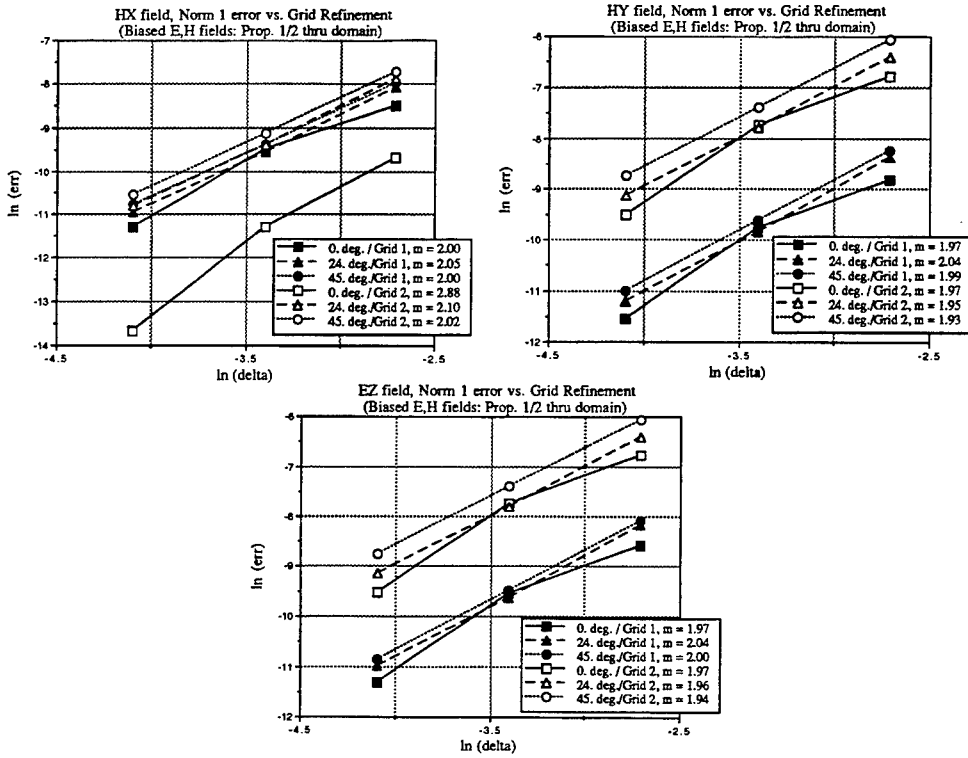 HX field, Norm 1 error vs. Grid Refinement
(Biased E,H fields: Prop. 1/2 thru domain)
-7
-8
-9
-10
-11
-12
-13
-14
ln (err)
0. deg. / Grid 1, m = 2.00
24. deg./Grid 1, m = 2.05
45. deg./Grid 1, m = 2.00
0. deg / Grid 2, m = 2.88
24. deg./Grid 2, m = 2.10
45. deg./Grid 2, m = 2.02
-4.5
-3.5
-2.5
ln (delta)
HY field, Norm 1 error vs. Grid Refinement
(Biased E,H fields: Prop. 1/2 thru domain)
-6
-7
-8
-9
-10
-11
-12
ln (err)
0. deg. / Grid 1, m = 1.97
24. deg./Grid 1, m = 2.04
45. deg./Grid 1, m = 1.99
0. deg / Grid 2, m = 1.97
24. deg./Grid 2, m = 1.95
45. deg./Grid 2, m = 1.93
-4.5
-3.5
-2.5
ln (delta)
EZ field, Norm 1 error vs. Grid Refinement
(Biased E,H fields: Prop. 1/2 thru domain)
-6
-7
-8
-9
-10
-11
-12
ln (err)
0. deg. / Grid 1, m = 1.97
24. deg./Grid 1, m = 2.04
45. deg./Grid 1, m = 2.00
0. deg / Grid 2, m = 1.97
24. deg./Grid 2, m = 1.96
45. deg./Grid 2, m = 1.94
-4.5
-3.5
-2.5
ln (delta)